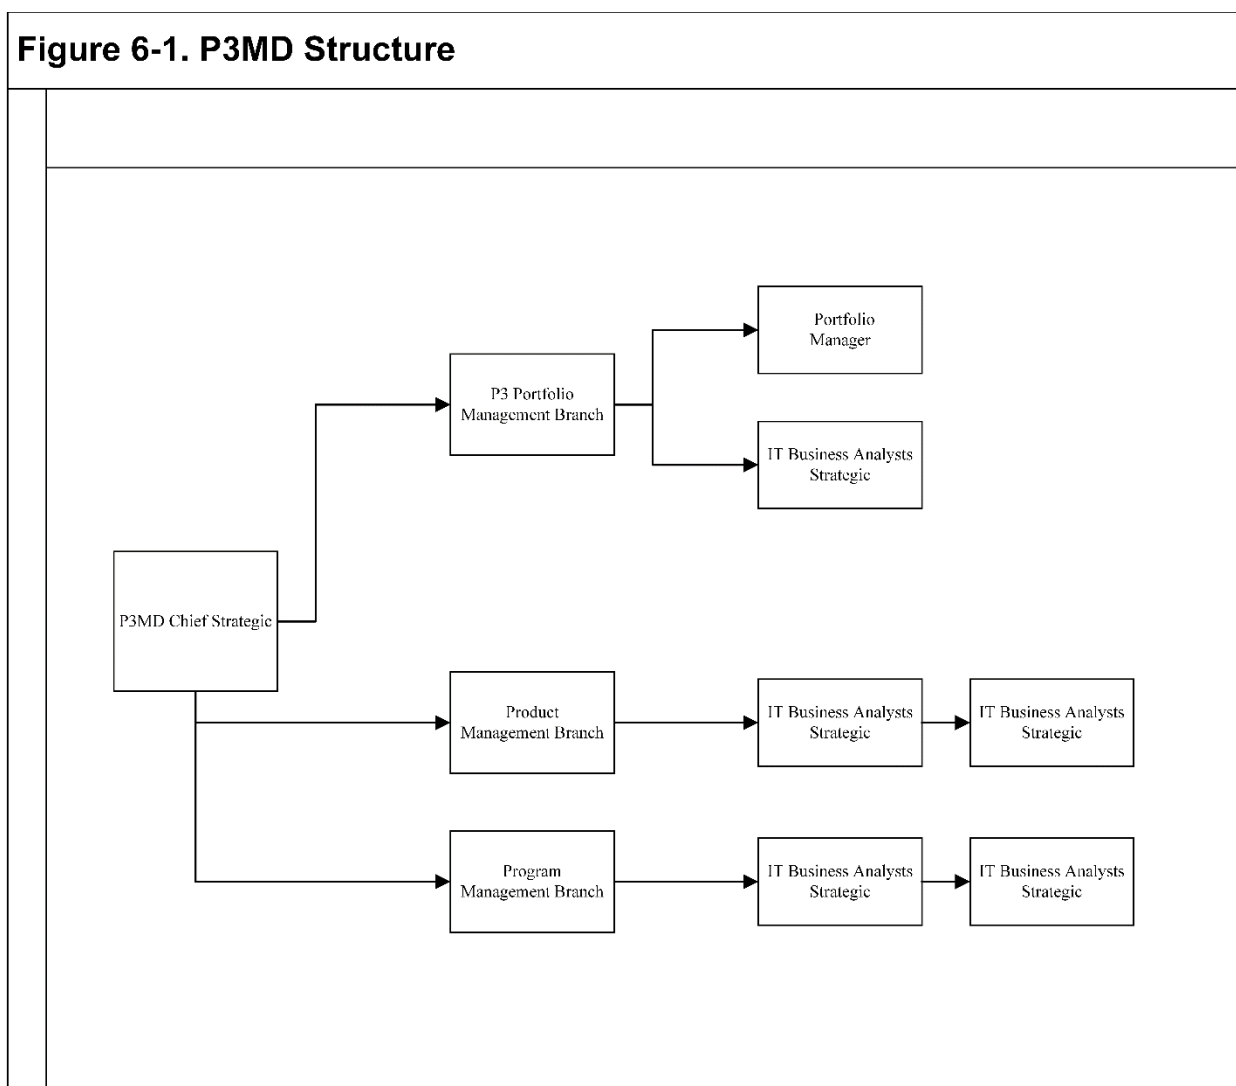 Figure 6-1. P3MD Structure
Portfolio
Manager
P3 Portfolio
Management Branch
IT Business Analysts
Strategic
P3MD Chief Strategic
Product
Management Branch
IT Business Analysts
Strategic
IT Business Analysts
Strategic
Program
Management Branch
IT Business Analysts
Strategic
IT Business Analysts
Strategic